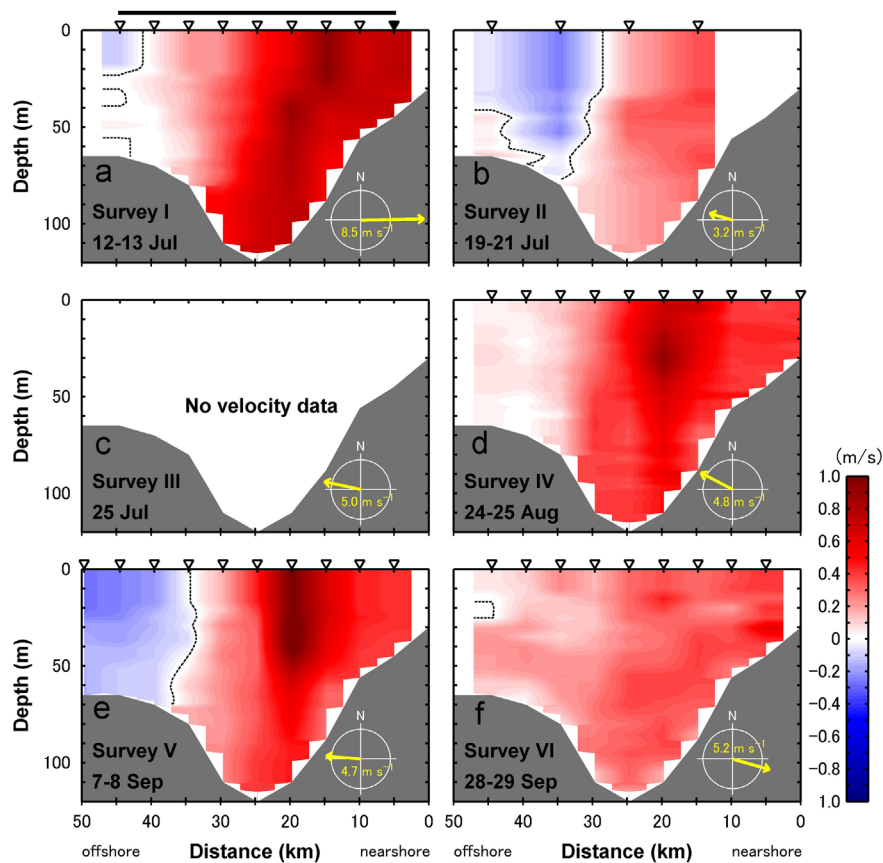 0
50
100
Depth (m)
a
Survey I
12-13 Jul
N
8.5 m s⁻¹
b
Survey II
19-21 Jul
N
3.2 m s⁻¹
0
50
100
Depth (m)
No velocity data
c
Survey III
25 Jul
N
5.0 m s⁻¹
d
Survey IV
24-25 Aug
N
4.8 m s⁻¹
(m/s)
1.0
0.8
0.6
0.4
0.2
0
−0.2
−0.4
−0.6
−0.8
1.0
0
50
100
Depth (m)
e
Survey V
7-8 Sep
N
4.7 m s⁻¹
f
Survey VI
28-29 Sep
N
5.2 m s⁻¹
50 40 30 20 10 0
offshore Distance (km) nearshore
50 40 30 20 10 0
offshore Distance (km) nearshore